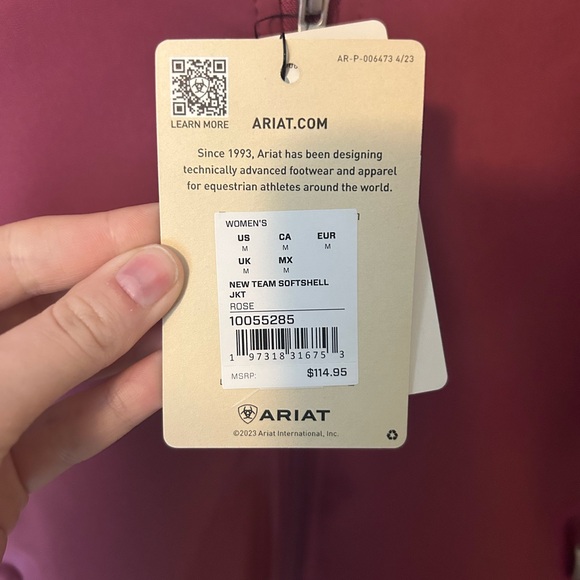 AR-P-006473 4/23
LEARN MORE
ARIAT.COM
Since 1993, Ariat has been designing
technically advanced footwear and apparel
for equestrian athletes around the world.
WOMEN'S
US CA EUR
M M M
UK MX
M M
NEW TEAM SOFTSHELL
JKT
ROSE
10055285
1 97318 31675 3
MSRP: $114.95
ARIAT
©2023 Ariat International, Inc.